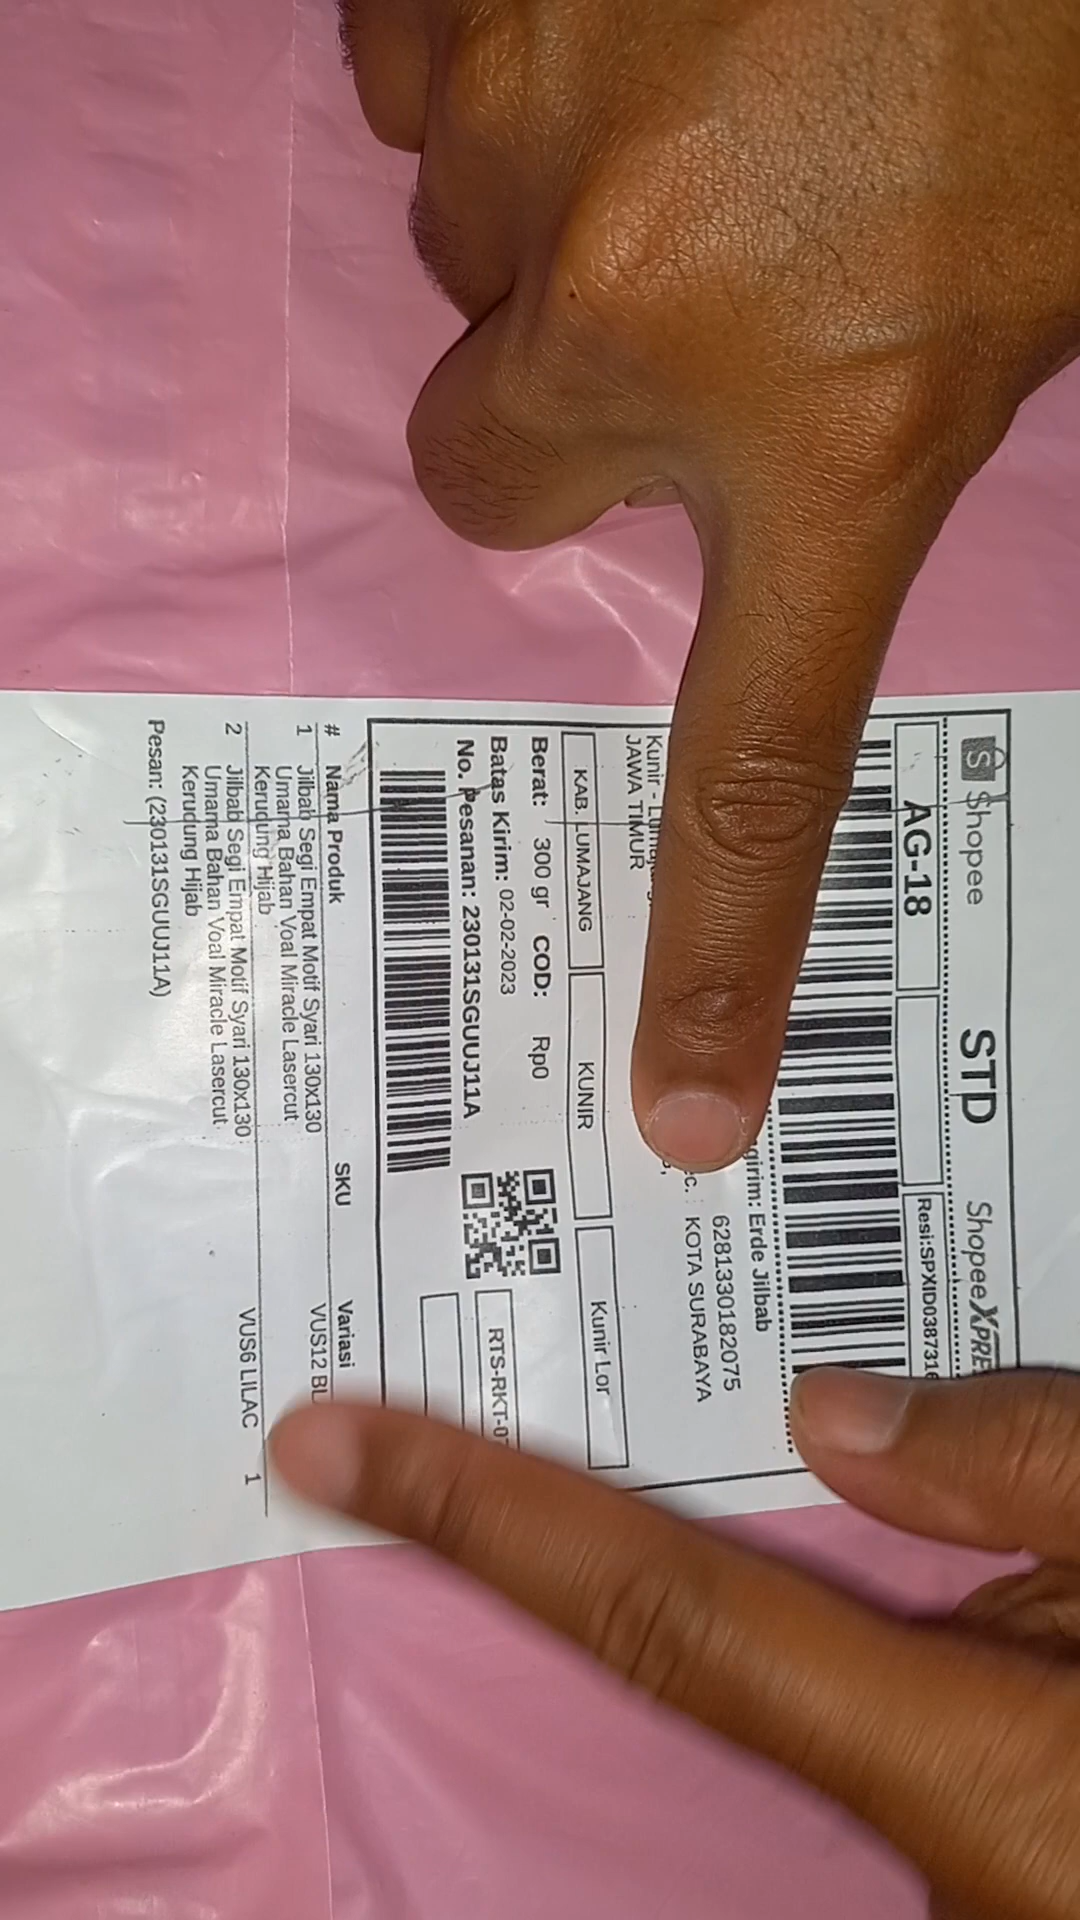 Shopee STD Shopee XPRE
AG-18 Resi:SPXID0387316
girim: Erde Jilbab
6281330182075
KOTA SURABAYA
Kunir -
JAWA TIMUR
KAB. LUMAJANG KUNIR Kunir Lor
Berat: 300 gr COD: Rp0
Batas Kirim: 02-02-2023 RTS-RKT-0
No. Pesanan: 230131SGUUJ11A
# Nama Produk SKU Variasi
1 Jilbab Segi Empat Motif Syari 130x130 VUS12 BL
Umama Bahan Voal Miracle Lasercut
Kerudung Hijab
2 Jilbab Segi Empat Motif Syari 130x130 VUS6 LILAC 1
Umama Bahan Voal Miracle Lasercut
Kerudung Hijab
Pesan: (230131SGUUJ11A)